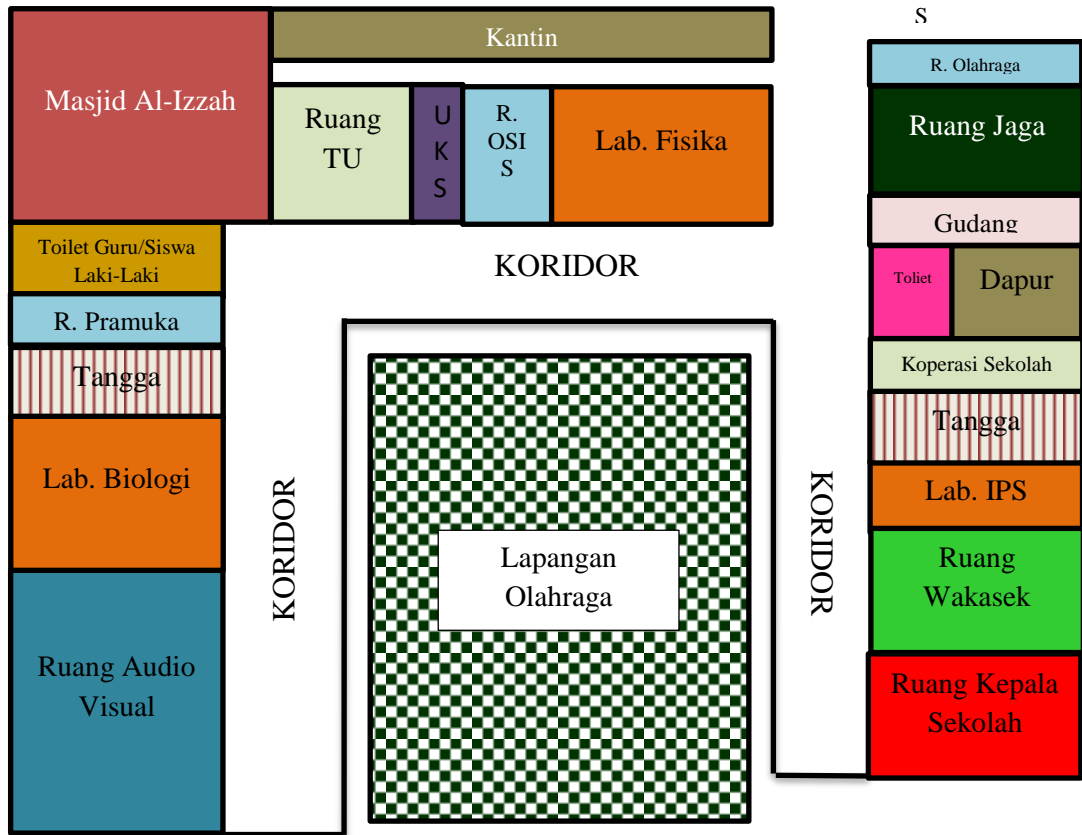 S
Kantin
Masjid Al-Izzah
Ruang
TU
U
K
S
R.
OSI
S
Lab. Fisika
R. Olahraga
Ruang Jaga
Gudang
Toilet Guru/Siswa
Laki-Laki
KORIDOR
Toliet
Dapur
R. Pramuka
Koperasi Sekolah
Tangga
Tangga
Lab. Biologi
Lab. IPS
KORIDOR
KORIDOR
Lapangan
Olahraga
Ruang
Wakasek
Ruang Audio
Visual
Ruang Kepala
Sekolah